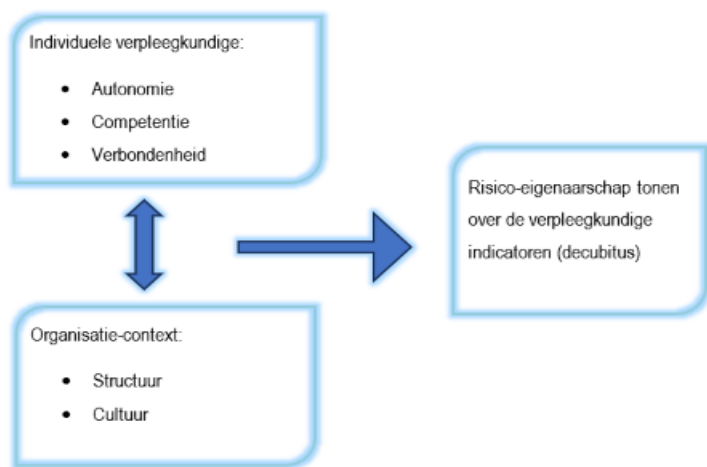 Individuele verpleegkundige:
• Autonomie
• Competentie
• Verbondenheid
Risico-eigenaarschap tonen
over de verpleegkundige
indicatoren (decubitus)
Organisatie-context:
• Structuur
• Cultuur